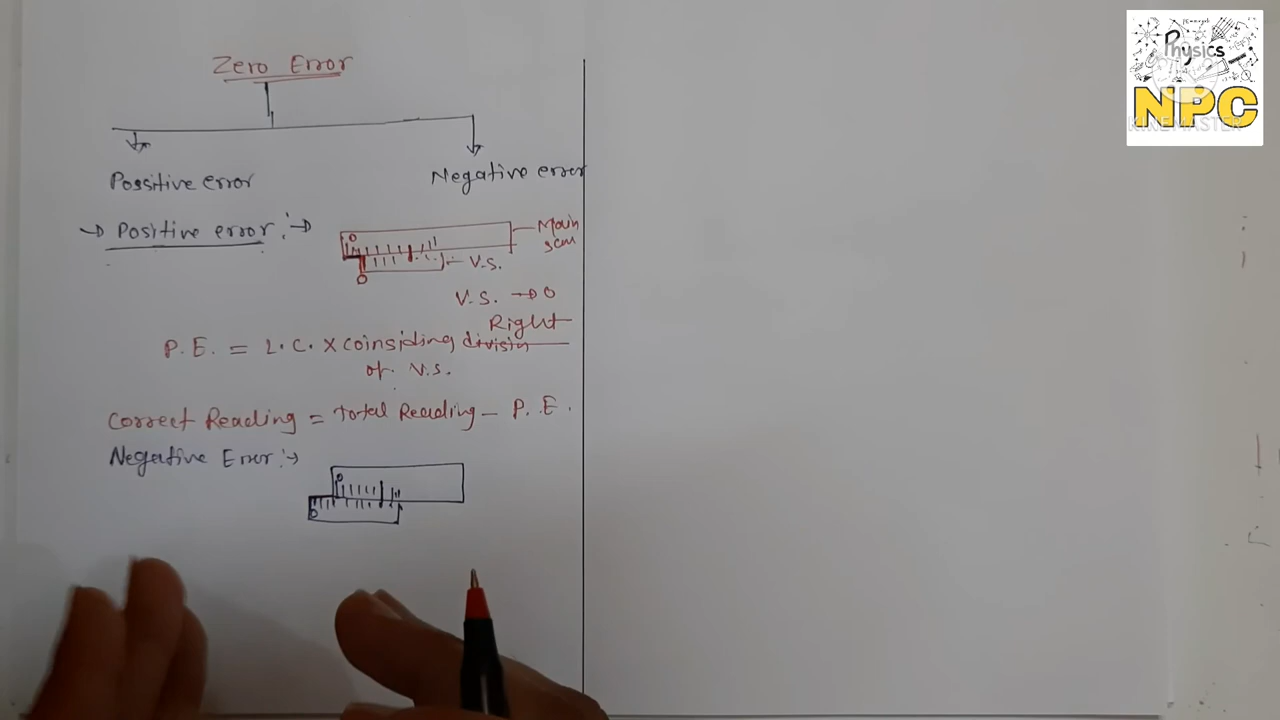 Zero Error
Possitive error
Negative error
→ Positive error :→
0
Main
0
V.S.
V.S. → 0
Right
P.E. = L.C. X coinsiding division
of V.S.
Correct Reading = Total Reading - P.E.
Negative Error :→
0
0
Physics
NPC
KINEMASTER